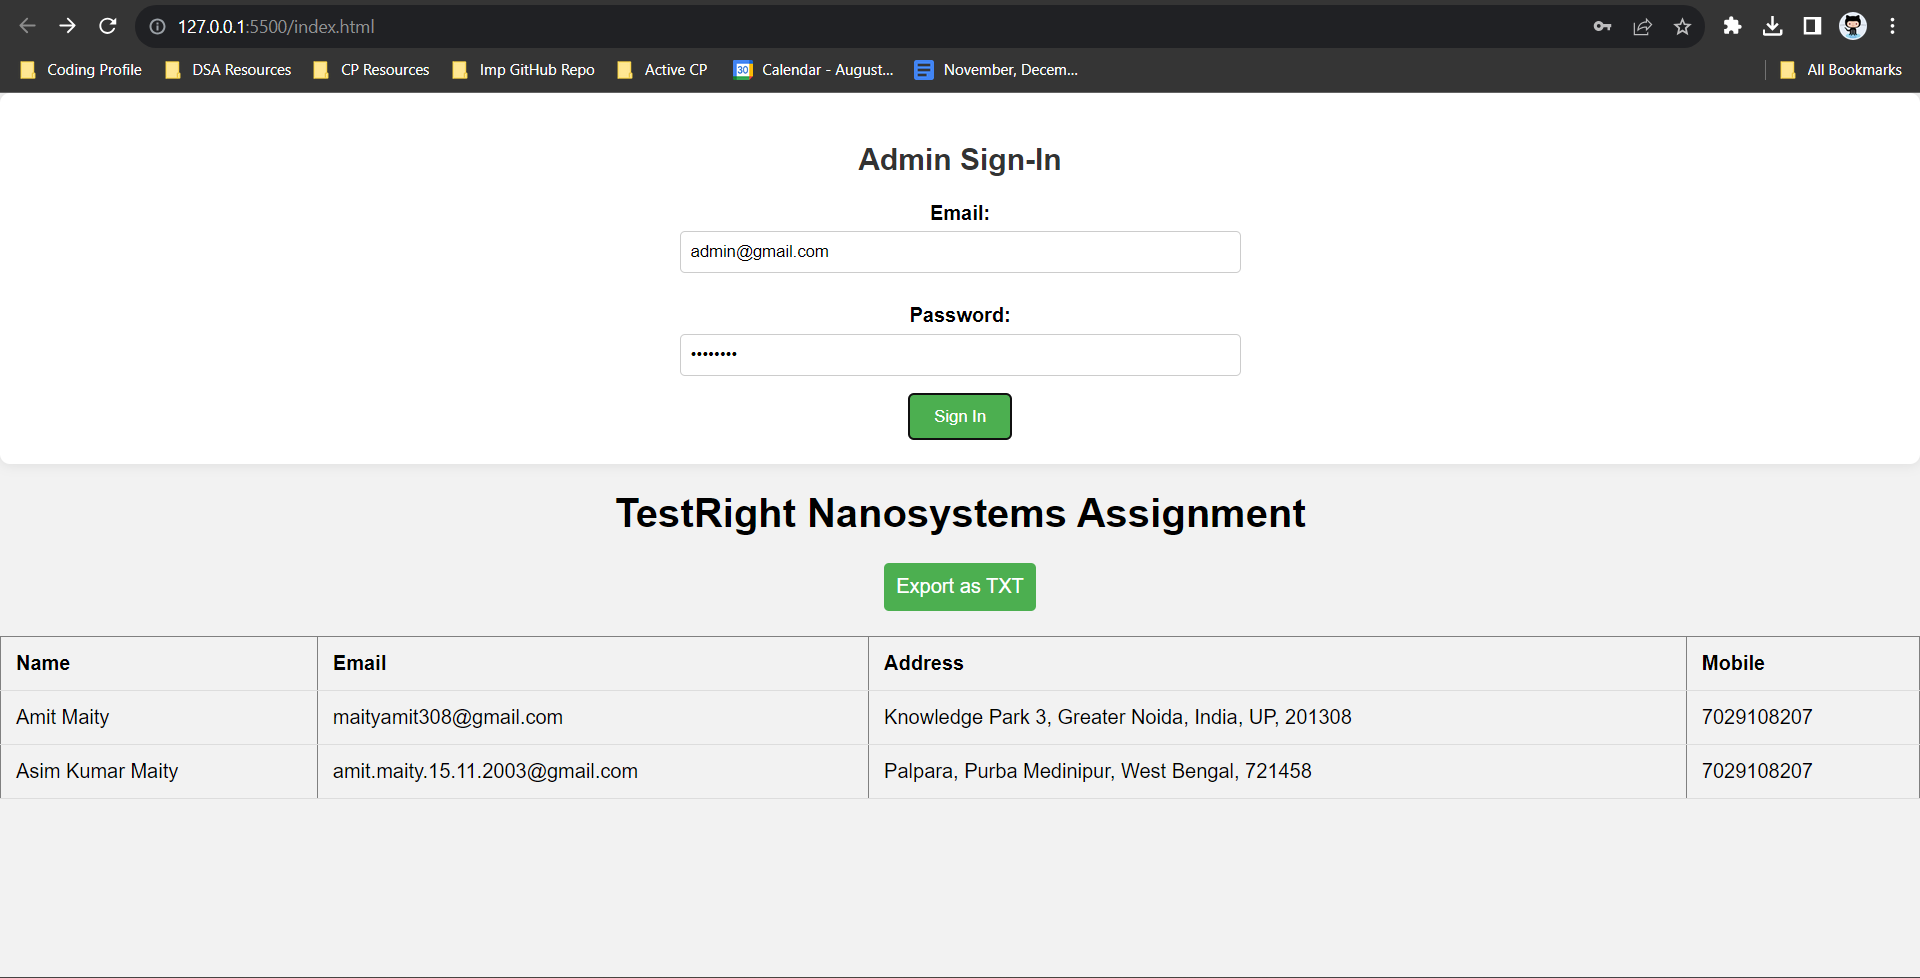 127.0.0.1:5500/index.html
Coding Profile DSA Resources CP Resources Imp GitHub Repo Active CP 30 Calendar - August... November, Decem... All Bookmarks
Admin Sign-In
Email:
admin@gmail.com
Password:
••••••••
Sign In
TestRight Nanosystems Assignment
Export as TXT
Name Email Address Mobile
Amit Maity maityamit308@gmail.com Knowledge Park 3, Greater Noida, India, UP, 201308 7029108207
Asim Kumar Maity amit.maity.15.11.2003@gmail.com Palpara, Purba Medinipur, West Bengal, 721458 7029108207